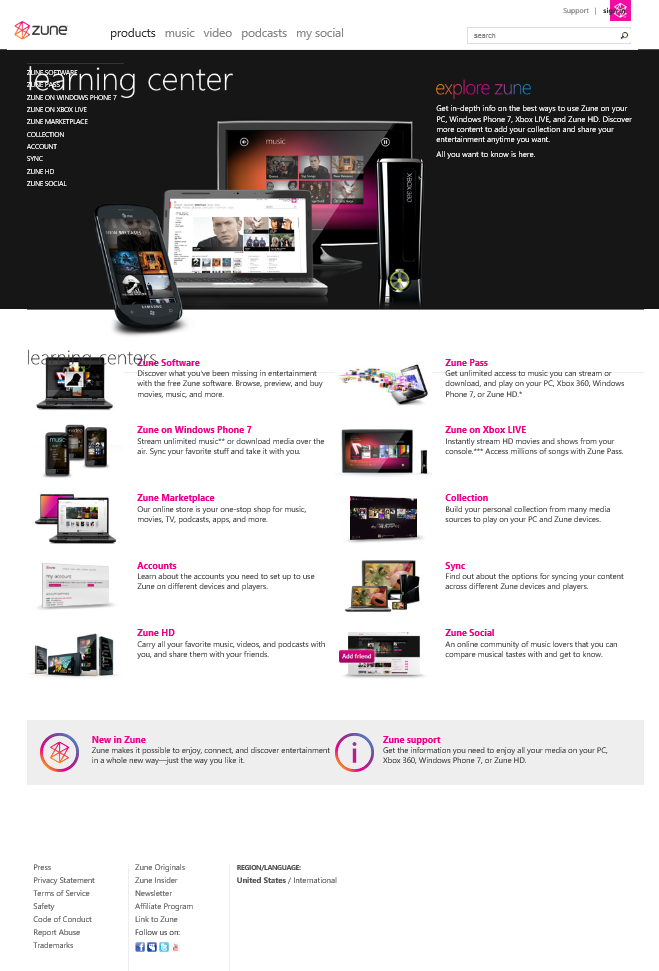 Support | sign in
zune
products music video podcasts my social
search
learning center
ZUNE SOFTWARE
ZUNE PASS
ZUNE ON WINDOWS PHONE 7
ZUNE ON XBOX LIVE
ZUNE MARKETPLACE
COLLECTION
ACCOUNT
SYNC
ZUNE HD
ZUNE SOCIAL
explore zune
Get in-depth info on the best ways to use Zune on your
PC, Windows Phone 7, Xbox LIVE, and Zune HD. Discover
more content to add your collection and share your
entertainment anytime you want.
All you want to know is here.
music
XBOX360
SAMSUNG
learning centers
Zune Software
Discover what you've been missing in entertainment
with the free Zune software. Browse, preview, and buy
movies, music, and more.
Zune Pass
Get unlimited access to music you can stream or
download, and play on your PC, Xbox 360, Windows
Phone 7, or Zune HD.*
Zune on Windows Phone 7
Stream unlimited music** or download media over the
air. Sync your favorite stuff and take it with you.
Zune on Xbox LIVE
Instantly stream HD movies and shows from your
console.*** Access millions of songs with Zune Pass.
Zune Marketplace
Our online store is your one-stop shop for music,
movies, TV, podcasts, apps, and more.
Collection
Build your personal collection from many media
sources to play on your PC and Zune devices.
my account
Accounts
Learn about the accounts you need to set up to use
Zune on different devices and players.
Sync
Find out about the options for syncing your content
across different Zune devices and players.
Zune HD
Carry all your favorite music, videos, and podcasts with
you, and share them with your friends.
Add friend
Zune Social
An online community of music lovers that you can
compare musical tastes with and get to know.
New in Zune
Zune makes it possible to enjoy, connect, and discover entertainment
in a whole new way—just the way you like it.
Zune support
Get the information you need to enjoy all your media on your PC,
Xbox 360, Windows Phone 7, or Zune HD.
Press
Privacy Statement
Terms of Service
Safety
Code of Conduct
Report Abuse
Trademarks
Zune Originals
Zune Insider
Newsletter
Affiliate Program
Link to Zune
Follow us on:
REGION/LANGUAGE:
United States / International